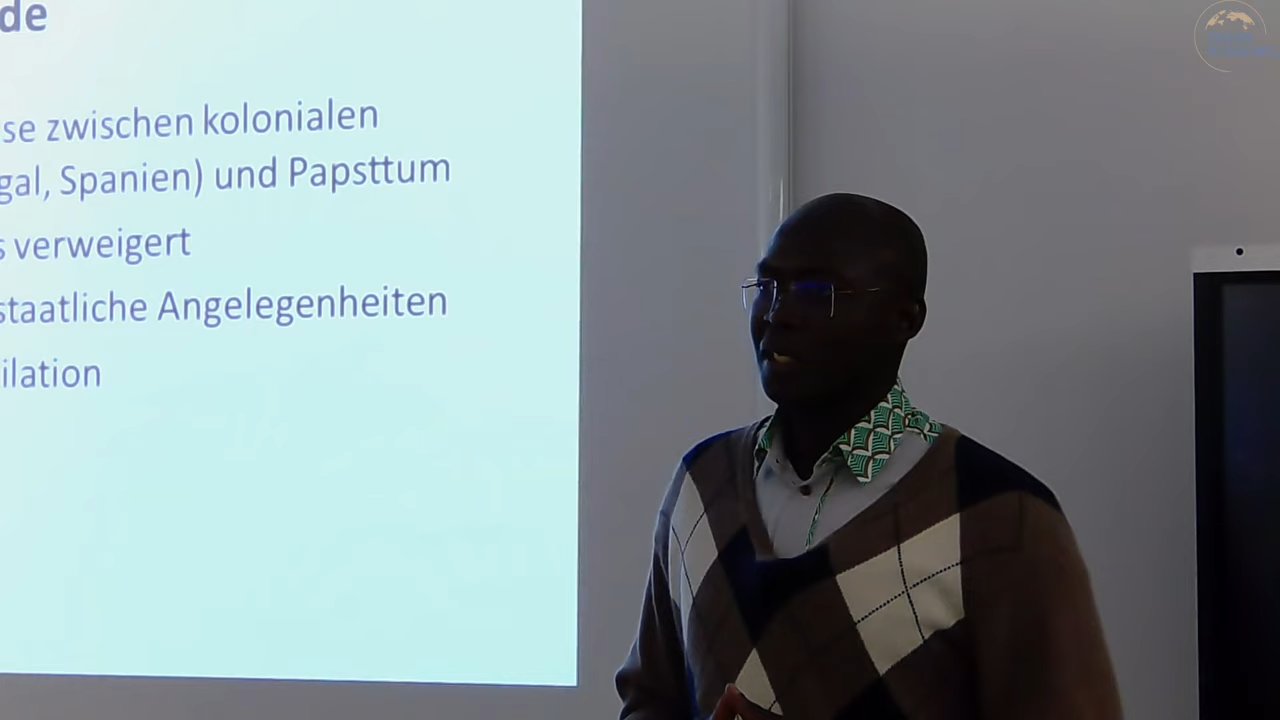 de
se zwischen kolonialen
gal, Spanien) und Papsttum
s verweigert
staatliche Angelegenheiten
ilation